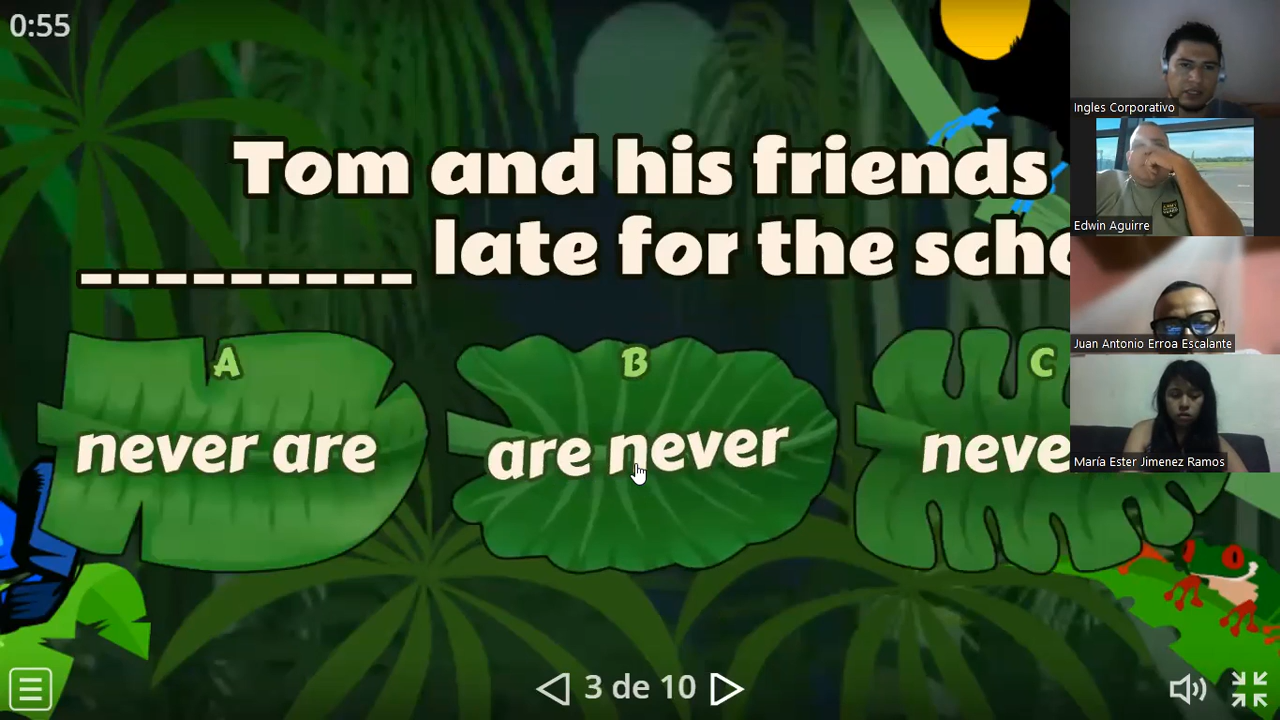 0:55
Tom and his friends
_________ late for the scho
A
never are
B
are never
C
neve
3 de 10
Ingles Corporativo
Edwin Aguirre
Juan Antonio Erroa Escalante
María Ester Jimenez Ramos